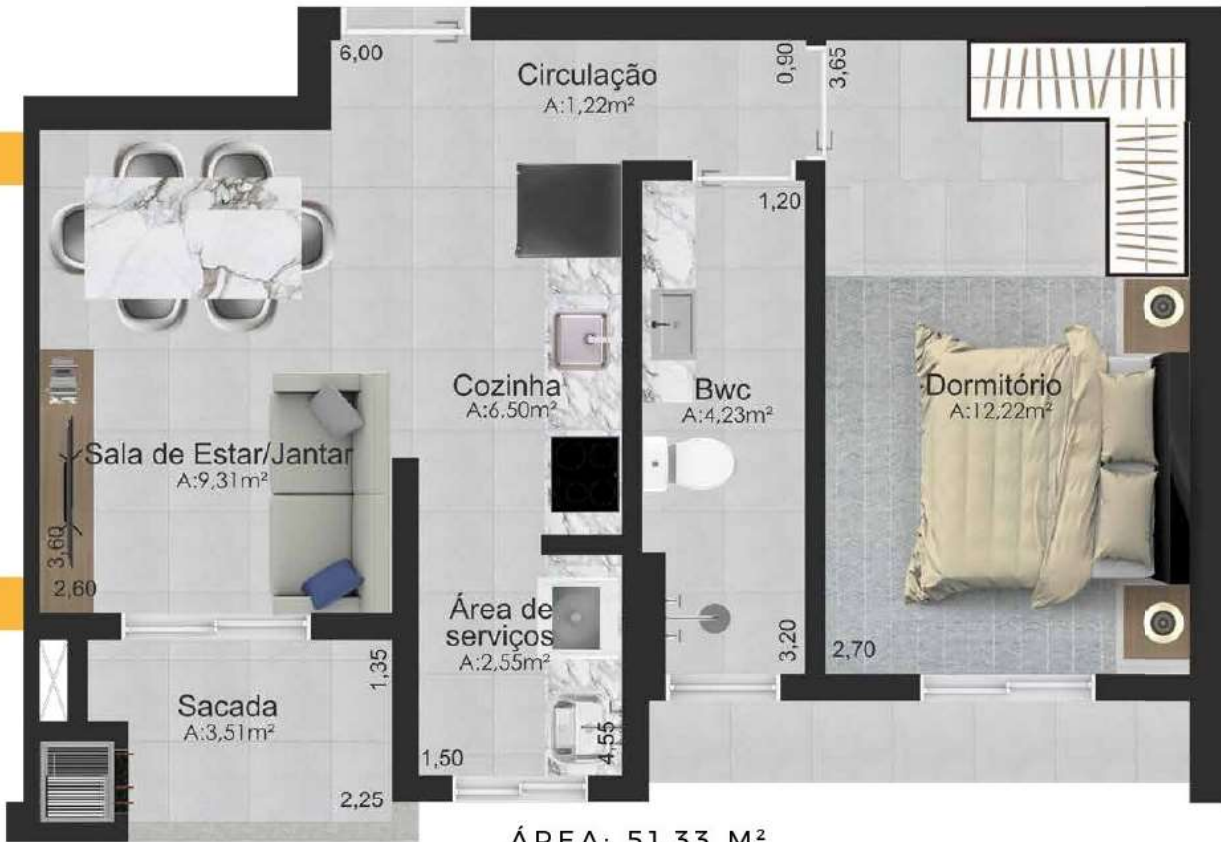 6,00
Circulação
A:1,22m²
0,90
3,65
1,20
Cozinha
A:6,50m²
Bwc
A:4,23m²
Dormitório
A:12,22m²
Sala de Estar/Jantar
A:9,31m²
3,60
2,60
Área de
serviços
A:2,55m²
3,20
2,70
1,35
Sacada
A:3,51m²
1,50
4,55
2,25
ÁREA: 51,33 M²